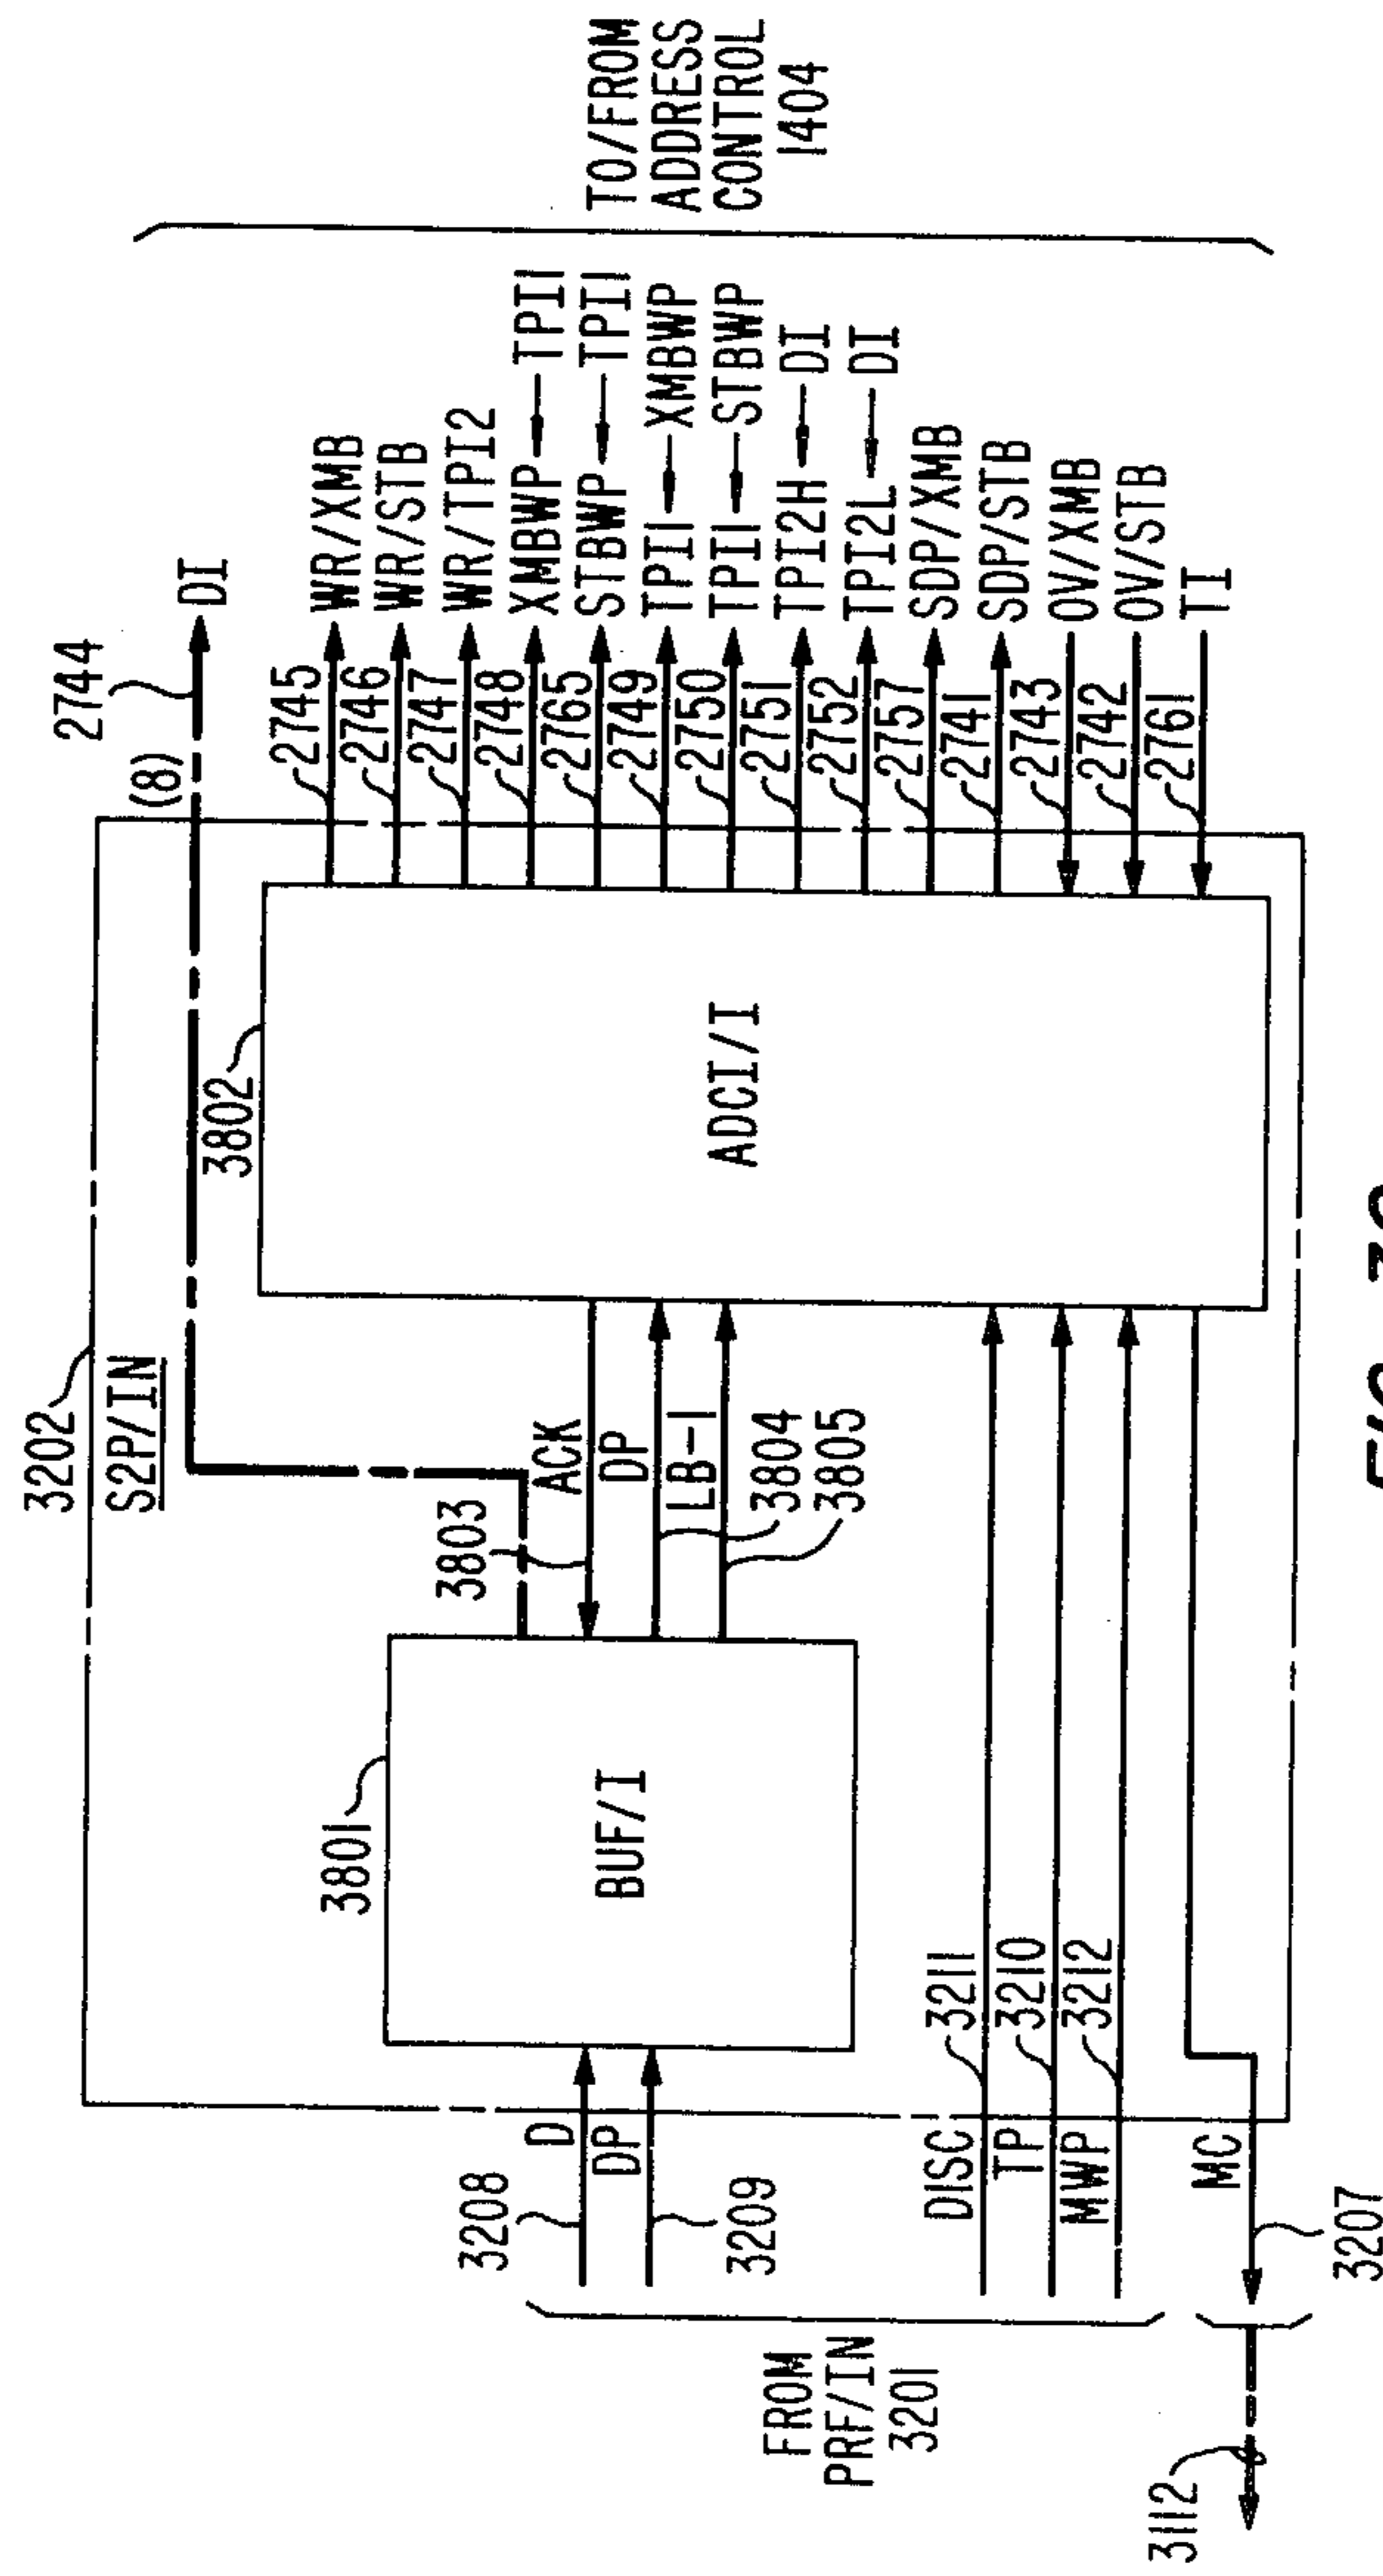 3202
S2P/IN
2744
(8)
DI
3802
ADCI/I
3801
BUF/I
3803
ACK
DP
LB-1
3804
3805
2745
WR/XMB
2746
WR/STB
2747
WR/TPI2
2748
XMBWP ← TPI1
2765
STBWP ← TPI1
2749
TPI1 ← XMBWP
2750
TPI1 ← STBWP
2751
TPI2H ← DI
2752
TPI2L ← DI
2757
SDP/XMB
2741
SDP/STB
2743
OV/XMB
2742
OV/STB
2761
TI
TO/FROM
ADDRESS
CONTROL
1404
3208
D
DP
3209
DISC
3211
TP
3210
MWP
3212
MC
3207
FROM
PRF/IN
3201
3112